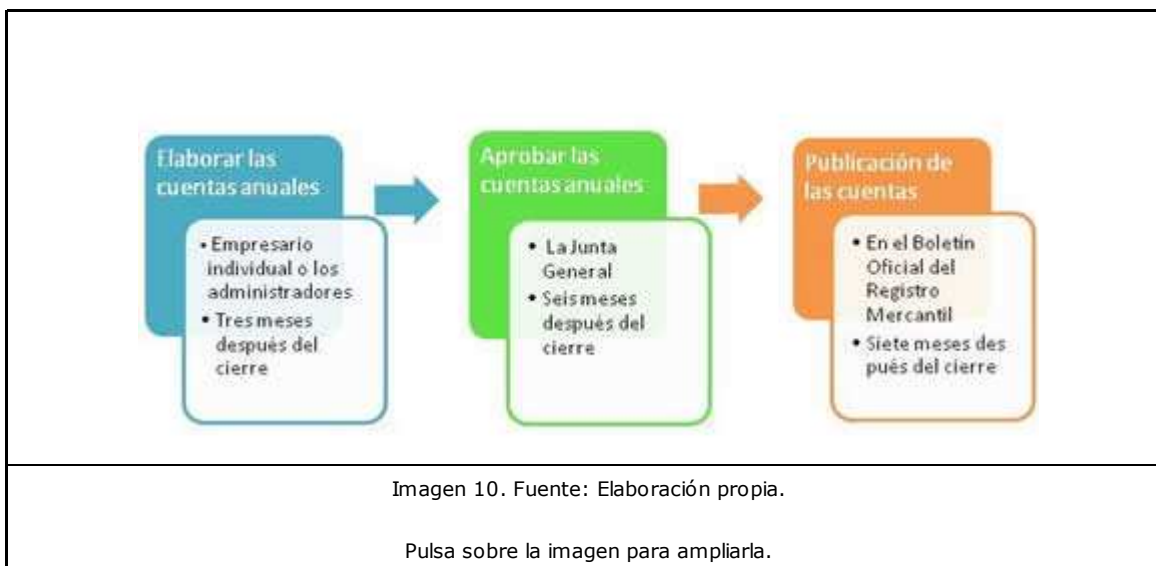 Elaborar las
cuentas anuales
• Empresario
individual o los
administradores
• Tres meses
después del
cierre
Aprobar las
cuentas anuales
• La Junta
General
• Seis meses
después del
cierre
Publicación de
las cuentas
• En el Boletín
Oficial del
Registro
Mercantil
• Siete meses des
pués del cierre
Imagen 10. Fuente: Elaboración propia.
Pulsa sobre la imagen para ampliarla.